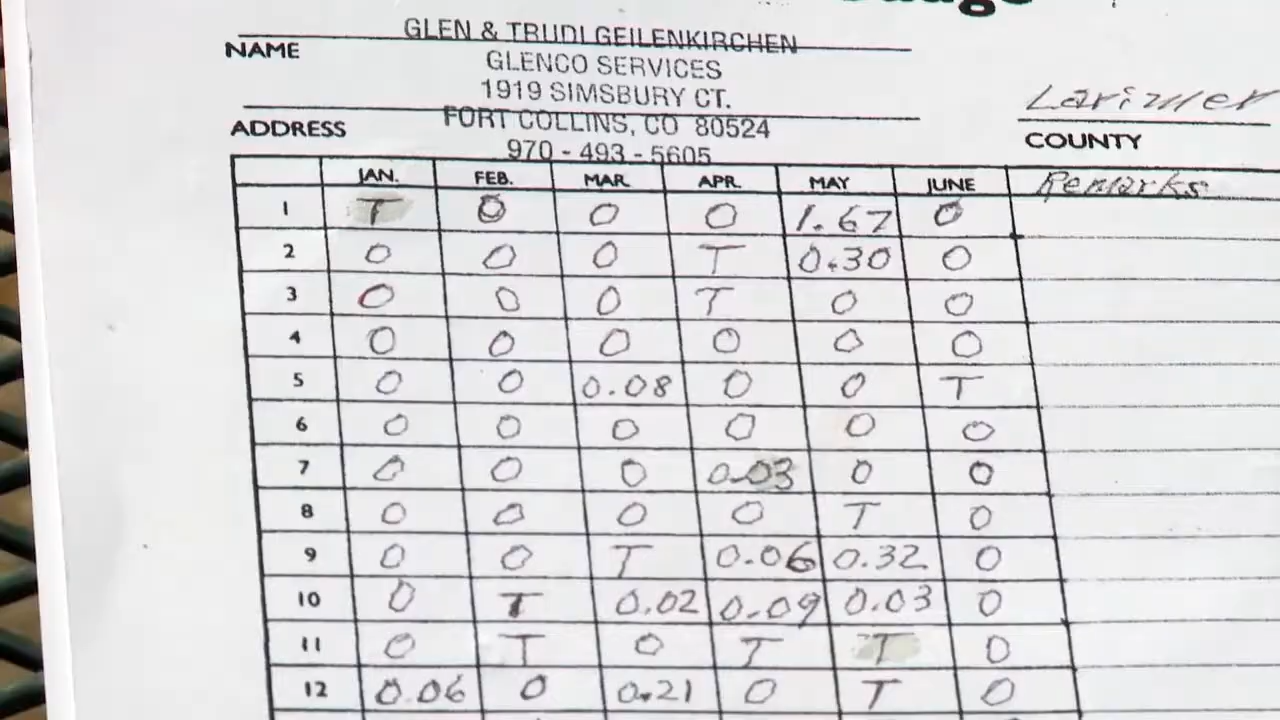 GLEN & TRUDI GEILENKIRCHEN
NAME
GLENCO SERVICES
1919 SIMSBURY CT.
Larimer
ADDRESS
FORT COLLINS, CO 80524
COUNTY
970 - 493 - 5605
JAN. FEB. MAR. APR. MAY JUNE Remarks
1 T 0 0 0 1.67 0
2 0 0 0 T 0.30 0
3 0 0 0 T 0 0
4 0 0 0 0 0 0
5 0 0 0.08 0 0 T
6 0 0 0 0 0 0
7 0 0 0 0.03 0 0
8 0 0 0 0 T 0
9 0 0 T 0.06 0.32 0
10 0 T 0.02 0.09 0.03 0
11 0 T 0 T T 0
12 0.06 0 0.21 0 T 0